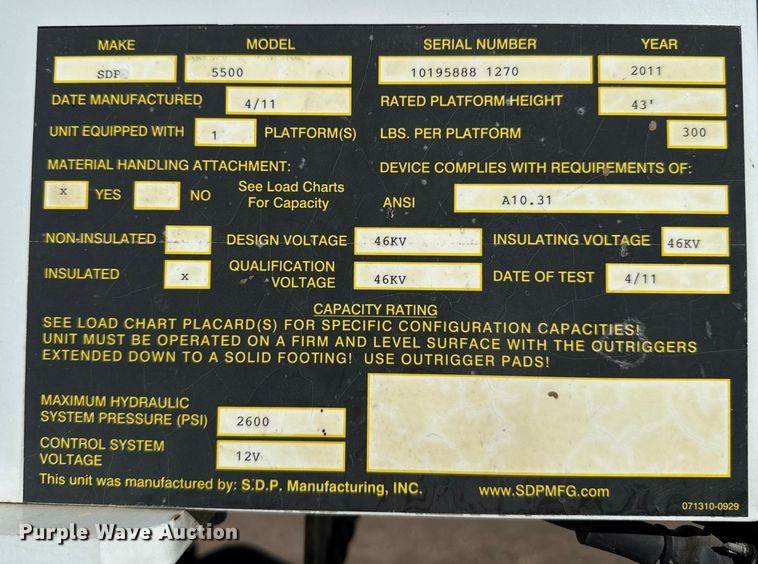 MAKE MODEL SERIAL NUMBER YEAR
SDP 5500 10195888 1270 2011
DATE MANUFACTURED 4/11 RATED PLATFORM HEIGHT 43'
UNIT EQUIPPED WITH 1 PLATFORM(S) LBS. PER PLATFORM 300
MATERIAL HANDLING ATTACHMENT: DEVICE COMPLIES WITH REQUIREMENTS OF:
x YES NO See Load Charts
For Capacity ANSI A10.31
NON-INSULATED DESIGN VOLTAGE 46KV INSULATING VOLTAGE 46KV
INSULATED x QUALIFICATION
VOLTAGE 46KV DATE OF TEST 4/11
CAPACITY RATING
SEE LOAD CHART PLACARD(S) FOR SPECIFIC CONFIGURATION CAPACITIES!
UNIT MUST BE OPERATED ON A FIRM AND LEVEL SURFACE WITH THE OUTRIGGERS
EXTENDED DOWN TO A SOLID FOOTING! USE OUTRIGGER PADS!
MAXIMUM HYDRAULIC
SYSTEM PRESSURE (PSI) 2600
CONTROL SYSTEM
VOLTAGE 12V
This unit was manufactured by: S.D.P. Manufacturing, INC. www.SDPMFG.com
071310-0929
Purple Wave Auction